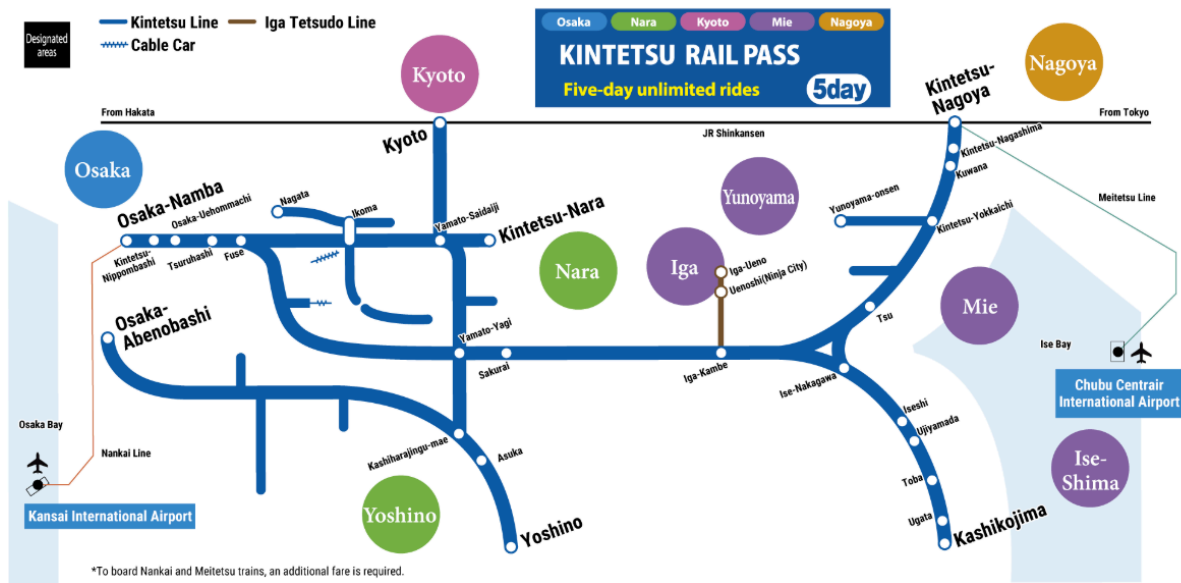 Kintetsu Line
Iga Tetsudo Line
Cable Car
Designated
areas
Osaka
Nara
Kyoto
Mie
Nagoya
KINTETSU RAIL PASS
Five-day unlimited rides
5day
Kyoto
Nagoya
Kintetsu-
Nagoya
From Hakata
From Tokyo
JR Shinkansen
Kyoto
Osaka
Kintetsu-Nagashima
Kuwana
Meitetsu Line
Osaka-Namba
Osaka-Uehommachi
Nagata
Ikoma
Yamato-Saidaiji
Kintetsu-Nara
Yunoyama
Yunoyama-onsen
Kintetsu-Yokkaichi
Kintetsu-
Nippombashi
Tsuruhashi
Fuse
Nara
Iga
Iga-Ueno
Uenoshi(Ninja City)
Mie
Osaka-
Abenobashi
Tsu
Yamato-Yagi
Sakurai
Iga-Kambe
Ise-Nakagawa
Ise Bay
Chubu Centrair
International Airport
Iseshi
Ujiyamada
Osaka Bay
Nankai Line
Kashiharajingu-mae
Asuka
Toba
Ise-
Shima
Ugata
Kansai International Airport
Yoshino
Yoshino
Kashikojima
*To board Nankai and Meitetsu trains, an additional fare is required.